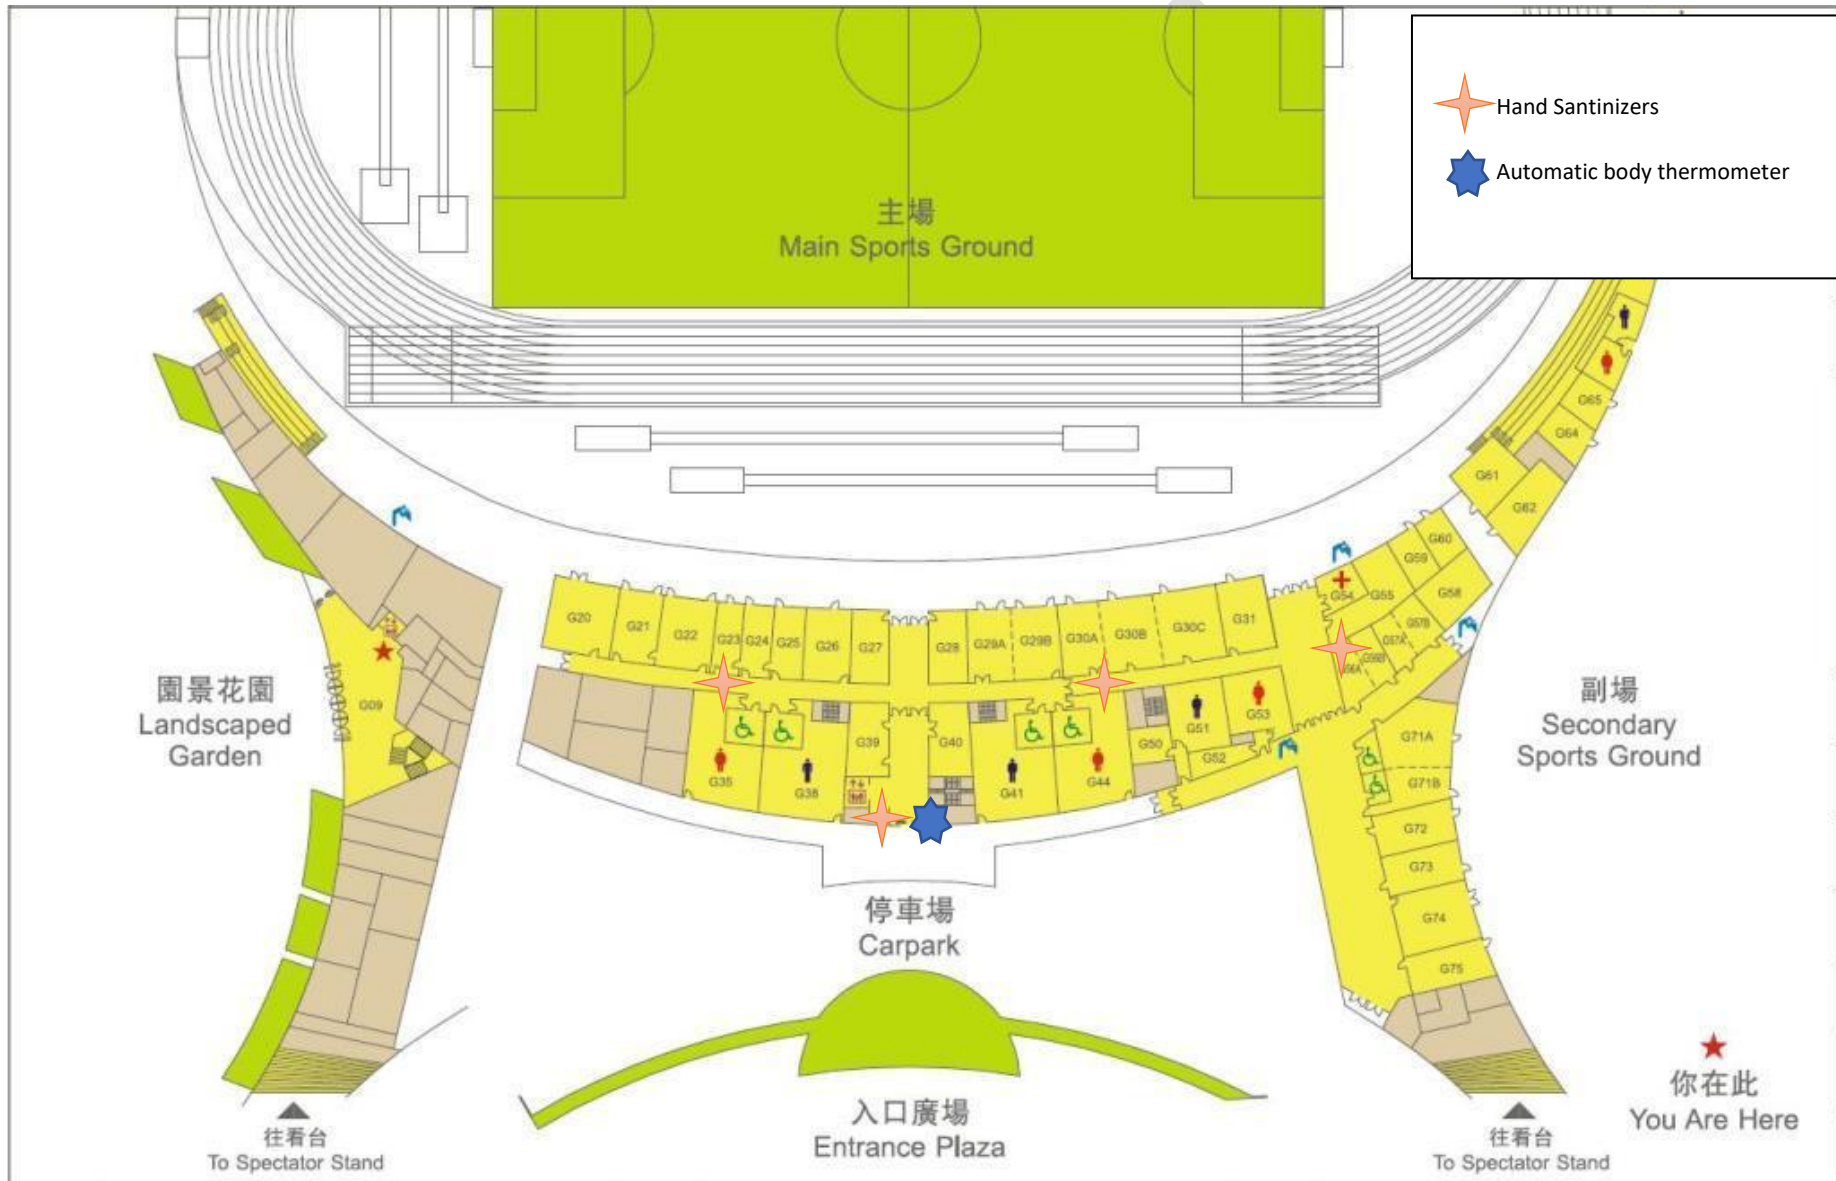 Hand Santinizers
Automatic body thermometer
主場
Main Sports Ground
G65
G64
G61
G62
G60
G59
G58
G54
G55
G57B
G57A
G56B
G20
G21
G22
G23
G24
G25
G26
G27
G28
G29A
G29B
G30A
G30B
G30C
G31
園景花園
Landscaped
Garden
G09
副場
Secondary
Sports Ground
G35
G38
G39
G40
G41
G44
G50
G51
G52
G53
G71A
G71B
G72
G73
G74
G75
停車場
Carpark
入口廣場
Entrance Plaza
往看台
To Spectator Stand
往看台
To Spectator Stand
你在此
You Are Here